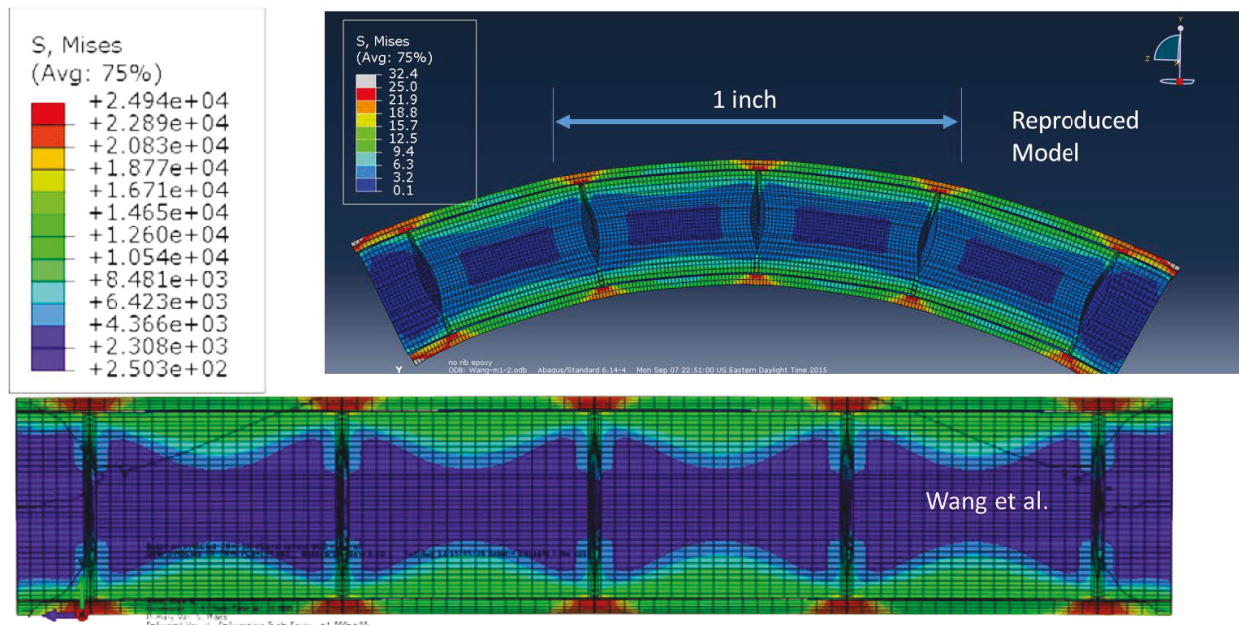 S, Mises
(Avg: 75%)
+2.494e+04
+2.289e+04
+2.083e+04
+1.877e+04
+1.671e+04
+1.465e+04
+1.260e+04
+1.054e+04
+8.481e+03
+6.423e+03
+4.366e+03
+2.308e+03
+2.503e+02
S, Mises
(Avg: 75%)
32.4
25.0
21.9
18.8
15.7
12.5
9.4
6.3
3.2
0.1
1 inch
Reproduced
Model
Y
Z
Y
no rib epoxy
ODB: Wang-m1-2.odb Abaqus/Standard 6.14-4 Mon Sep 07 22:51:00 US Eastern Daylight Time 2015
Wang et al.